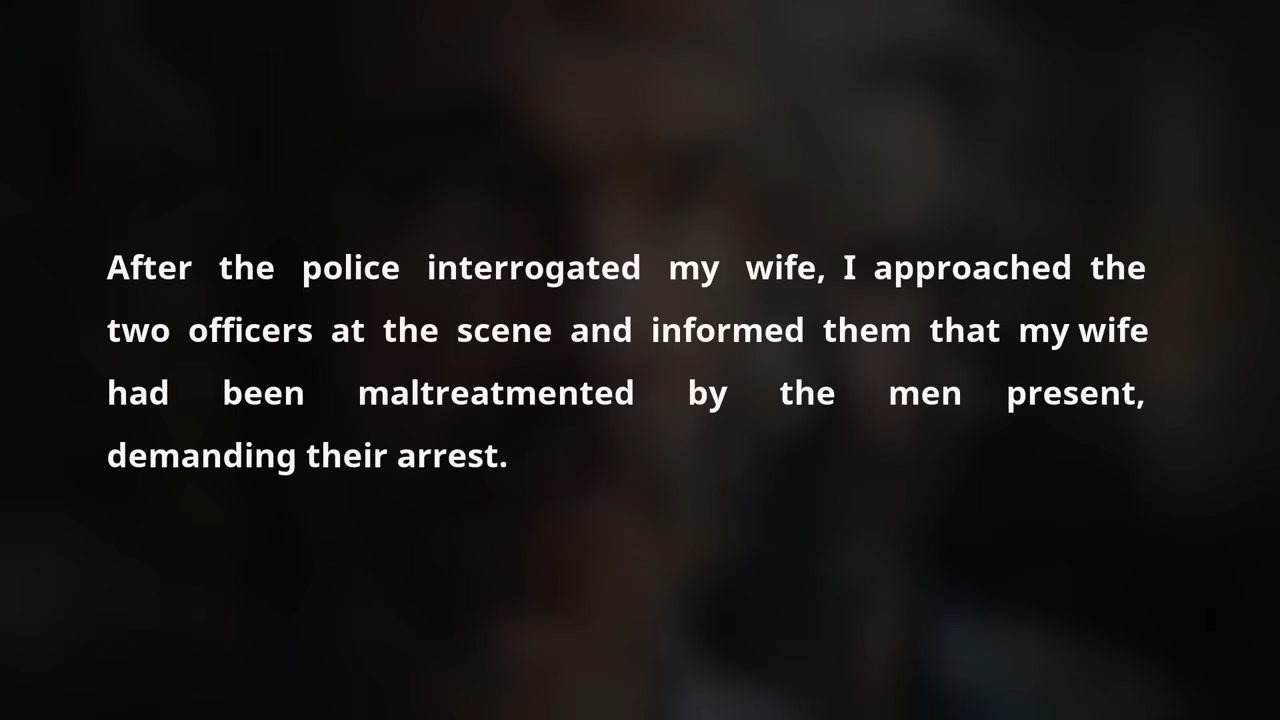 After the police interrogated my wife, I approached the
two officers at the scene and informed them that my wife
had been maltreatmented by the men present,
demanding their arrest.